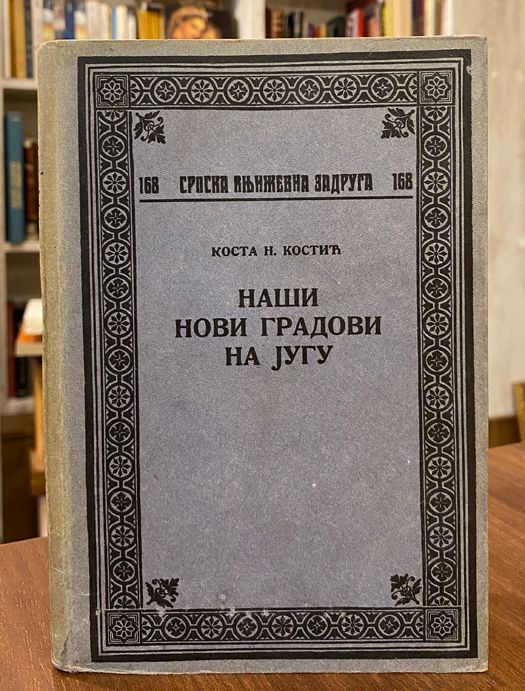 168 СРПСКА КЊИЖЕВНА ЗАДРУГА 168
КОСТА Н. КОСТИЋ
НАШИ
НОВИ ГРАДОВИ
НА ЈУГУ